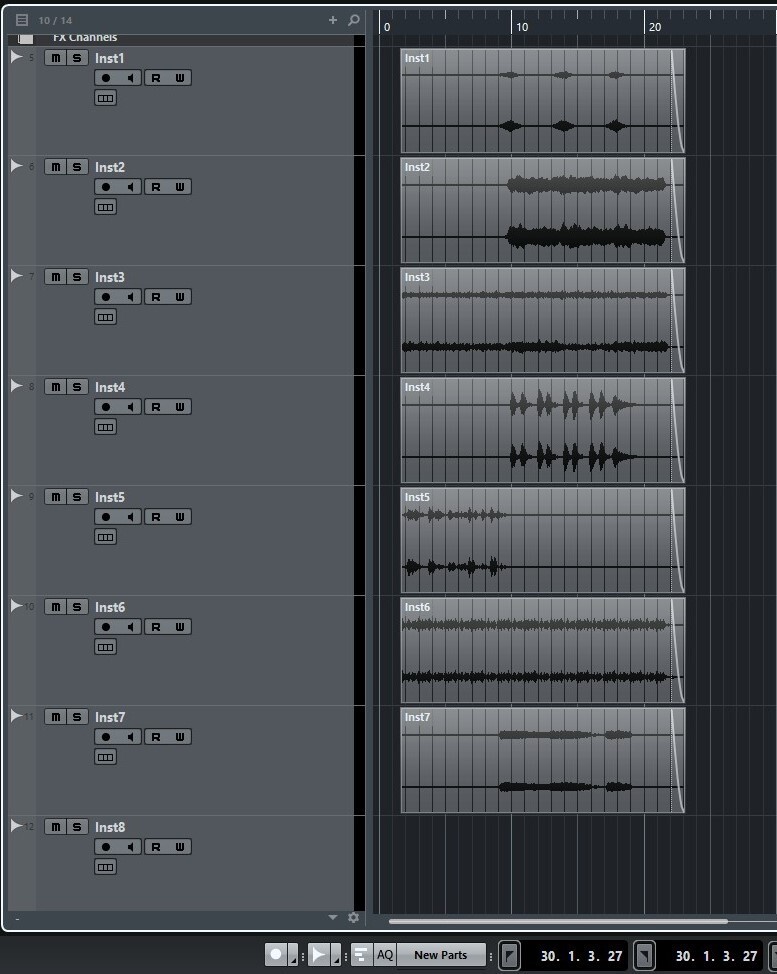 10 / 14
0 10 20
FX Channels
5 m S Inst1
R W
6 m S Inst2
R W
7 m S Inst3
R W
8 m S Inst4
R W
9 m S Inst5
R W
10 m S Inst6
R W
11 m S Inst7
R W
12 m S Inst8
R W
Inst1
Inst2
Inst3
Inst4
Inst5
Inst6
Inst7
-
AQ New Parts 30. 1. 3. 27 30. 1. 3. 27